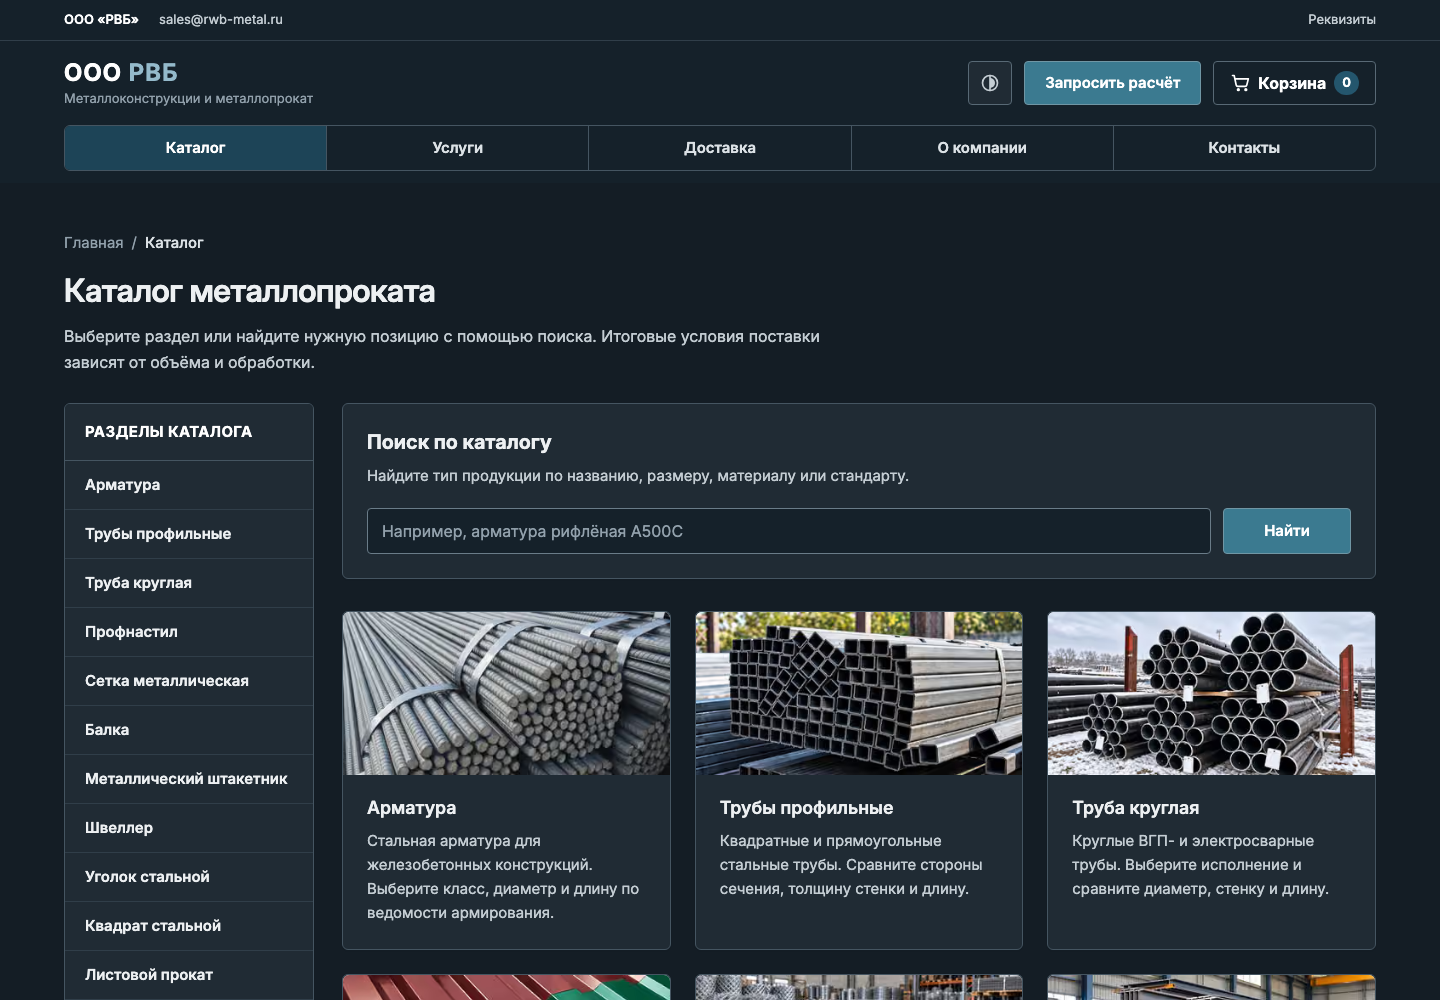 ООО «РВБ» sales@rwb-metal.ru Реквизиты
ООО РВБ
Металлоконструкции и металлопрокат
Запросить расчёт Корзина 0
Каталог Услуги Доставка О компании Контакты
Главная / Каталог
Каталог металлопроката
Выберите раздел или найдите нужную позицию с помощью поиска. Итоговые условия поставки
зависят от объёма и обработки.
РАЗДЕЛЫ КАТАЛОГА
Арматура
Трубы профильные
Труба круглая
Профнастил
Сетка металлическая
Балка
Металлический штакетник
Швеллер
Уголок стальной
Квадрат стальной
Листовой прокат
Поиск по каталогу
Найдите тип продукции по названию, размеру, материалу или стандарту.
Например, арматура рифлёная А500С Найти
Арматура
Стальная арматура для
железобетонных конструкций.
Выберите класс, диаметр и длину по
ведомости армирования.
Трубы профильные
Квадратные и прямоугольные
стальные трубы. Сравните стороны
сечения, толщину стенки и длину.
Труба круглая
Круглые ВГП- и электросварные
трубы. Выберите исполнение и
сравните диаметр, стенку и длину.